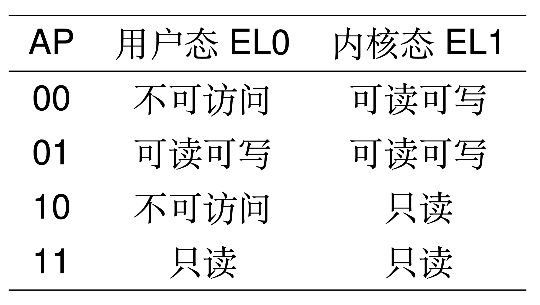 AP 用户态 EL0 内核态 EL1
00 不可访问 可读可写
01 可读可写 可读可写
10 不可访问 只读
11 只读 只读